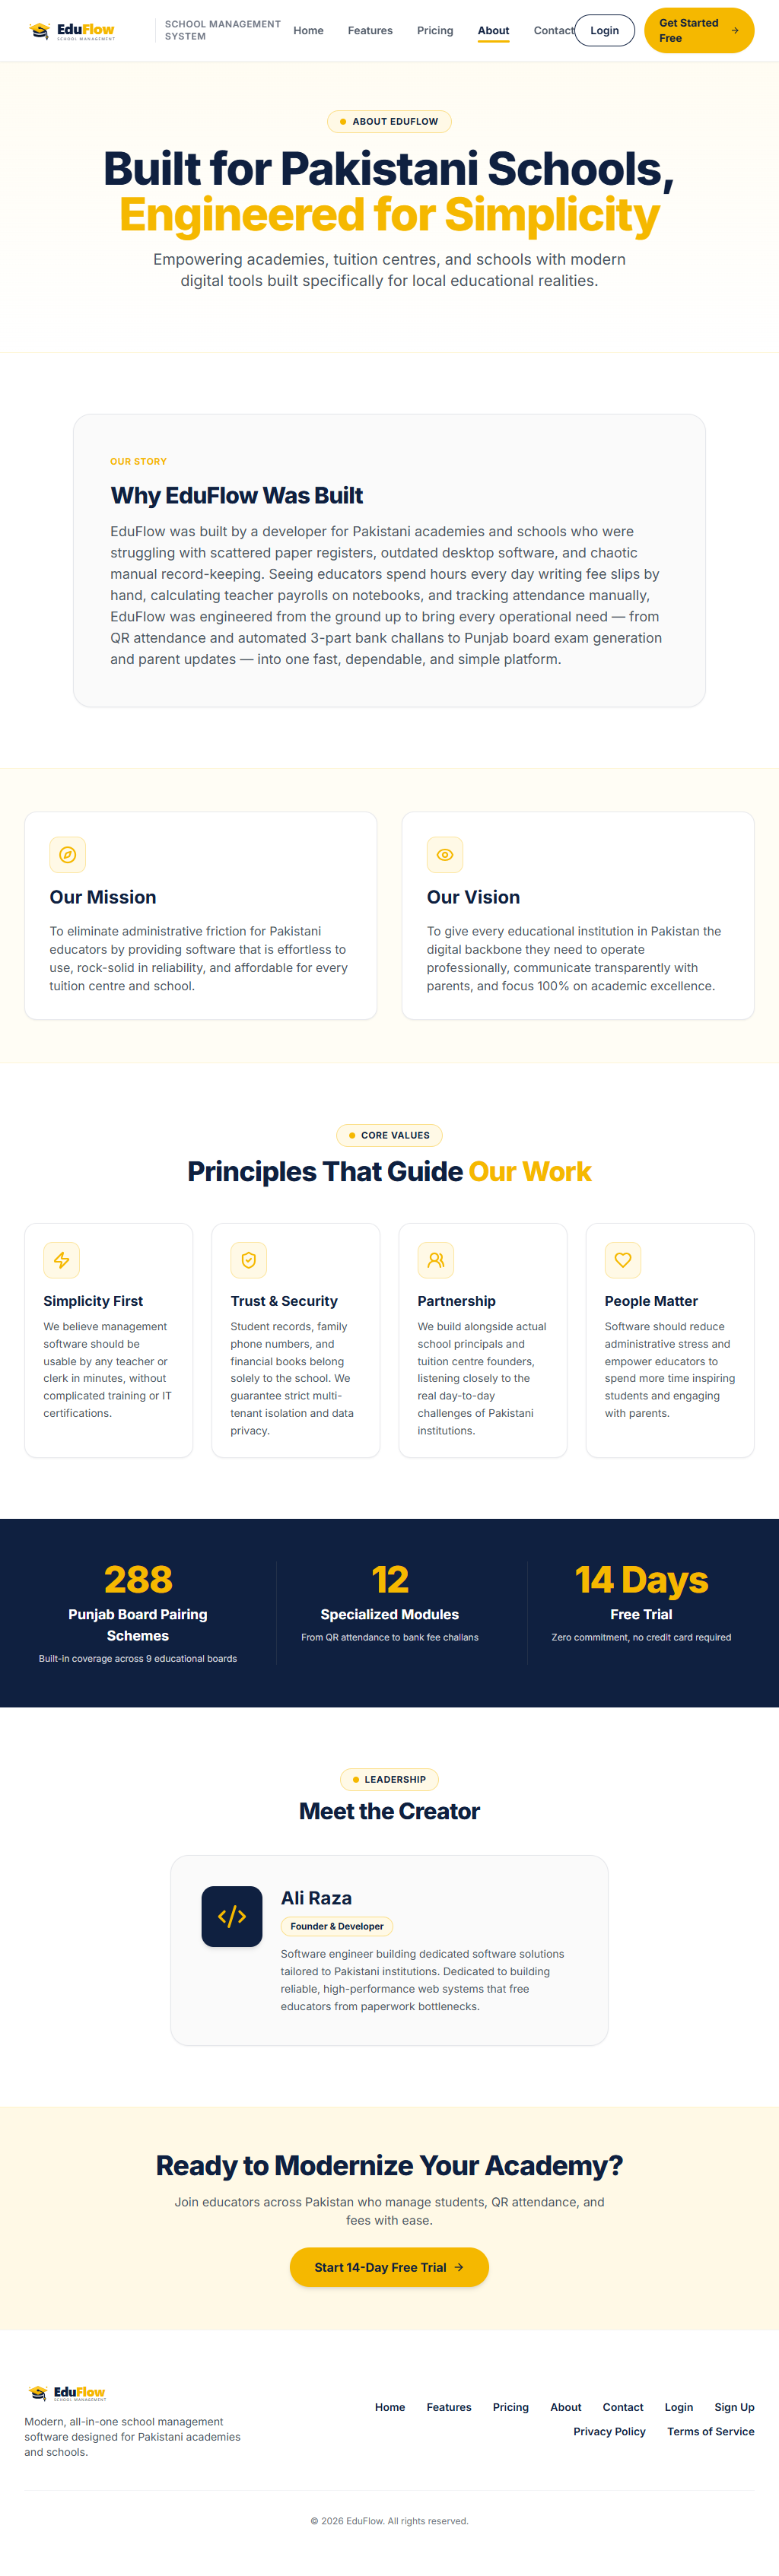 EduFlow
SCHOOL MANAGEMENT
SCHOOL MANAGEMENT
SYSTEM
Home
Features
Pricing
About
Contact
Login
Get Started
Free
ABOUT EDUFLOW
Built for Pakistani Schools,
Engineered for Simplicity
Empowering academies, tuition centres, and schools with modern
digital tools built specifically for local educational realities.
OUR STORY
Why EduFlow Was Built
EduFlow was built by a developer for Pakistani academies and schools who were
struggling with scattered paper registers, outdated desktop software, and chaotic
manual record-keeping. Seeing educators spend hours every day writing fee slips by
hand, calculating teacher payrolls on notebooks, and tracking attendance manually,
EduFlow was engineered from the ground up to bring every operational need — from
QR attendance and automated 3-part bank challans to Punjab board exam generation
and parent updates — into one fast, dependable, and simple platform.
Our Mission
To eliminate administrative friction for Pakistani
educators by providing software that is effortless to
use, rock-solid in reliability, and affordable for every
tuition centre and school.
Our Vision
To give every educational institution in Pakistan the
digital backbone they need to operate
professionally, communicate transparently with
parents, and focus 100% on academic excellence.
CORE VALUES
Principles That Guide Our Work
Simplicity First
We believe management
software should be
usable by any teacher or
clerk in minutes, without
complicated training or IT
certifications.
Trust & Security
Student records, family
phone numbers, and
financial books belong
solely to the school. We
guarantee strict multi-
tenant isolation and data
privacy.
Partnership
We build alongside actual
school principals and
tuition centre founders,
listening closely to the
real day-to-day
challenges of Pakistani
institutions.
People Matter
Software should reduce
administrative stress and
empower educators to
spend more time inspiring
students and engaging
with parents.
288
Punjab Board Pairing
Schemes
Built-in coverage across 9 educational boards
12
Specialized Modules
From QR attendance to bank fee challans
14 Days
Free Trial
Zero commitment, no credit card required
LEADERSHIP
Meet the Creator
Ali Raza
Founder & Developer
Software engineer building dedicated software solutions
tailored to Pakistani institutions. Dedicated to building
reliable, high-performance web systems that free
educators from paperwork bottlenecks.
Ready to Modernize Your Academy?
Join educators across Pakistan who manage students, QR attendance, and
fees with ease.
Start 14-Day Free Trial
EduFlow
SCHOOL MANAGEMENT
Modern, all-in-one school management
software designed for Pakistani academies
and schools.
Home
Features
Pricing
About
Contact
Login
Sign Up
Privacy Policy
Terms of Service
© 2026 EduFlow. All rights reserved.